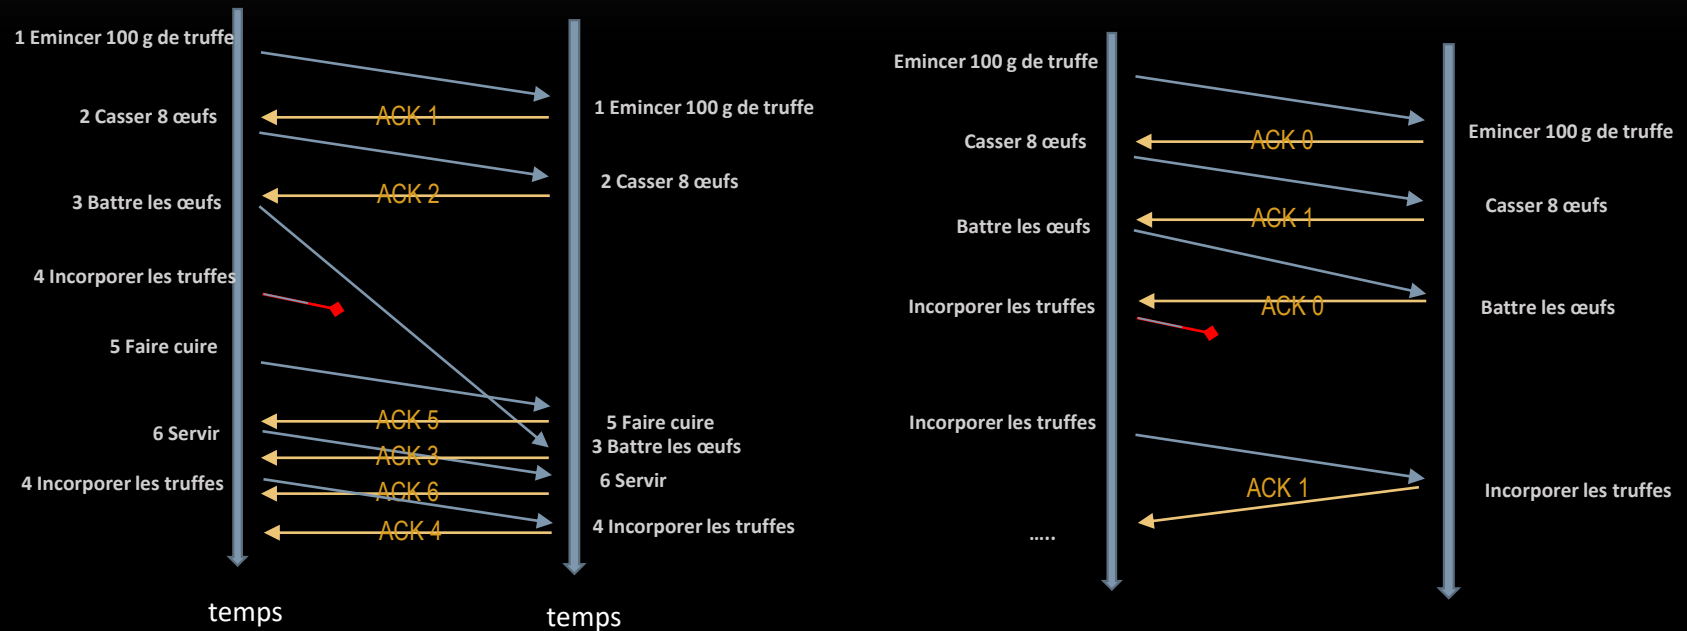 1 Emincer 100 g de truffe
1 Emincer 100 g de truffe
ACK 1
2 Casser 8 œufs
2 Casser 8 œufs
ACK 2
3 Battre les œufs
4 Incorporer les truffes
5 Faire cuire
ACK 5
5 Faire cuire
6 Servir
3 Battre les œufs
ACK 3
6 Servir
4 Incorporer les truffes
ACK 6
4 Incorporer les truffes
ACK 4
temps
temps
Emincer 100 g de truffe
Emincer 100 g de truffe
Casser 8 œufs
ACK 0
Casser 8 œufs
ACK 1
Battre les œufs
Incorporer les truffes
ACK 0
Battre les œufs
Incorporer les truffes
ACK 1
Incorporer les truffes
.....